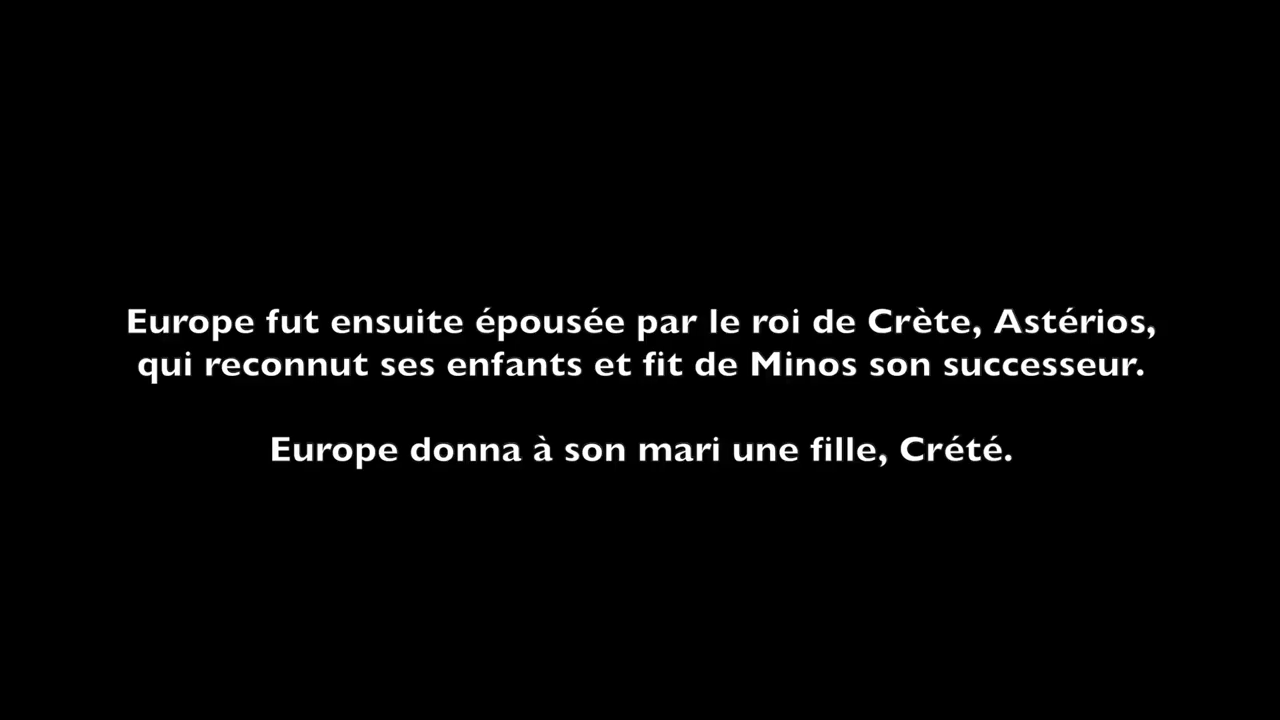 Europe fut ensuite épousée par le roi de Crète, Astérios,
qui reconnut ses enfants et fit de Minos son successeur.
Europe donna à son mari une fille, Crété.